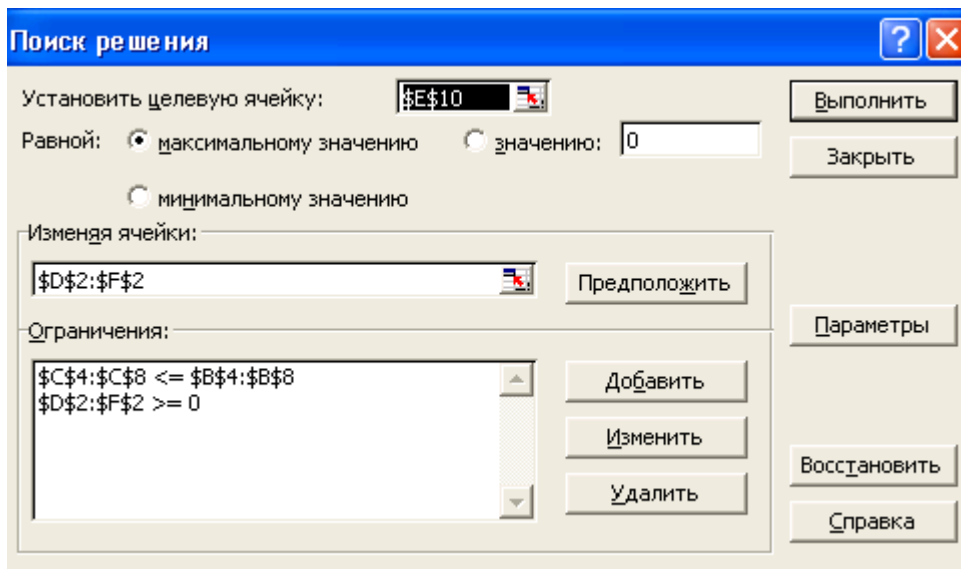 Поиск решения
Установить целевую ячейку: $E$10
Равной: максимальному значению значению: 0
минимальному значению
Изменяя ячейки:
$D$2:$F$2
Предположить
Ограничения:
$C$4:$C$8 <= $B$4:$B$8
$D$2:$F$2 >= 0
Добавить
Изменить
Удалить
Выполнить
Закрыть
Параметры
Восстановить
Справка